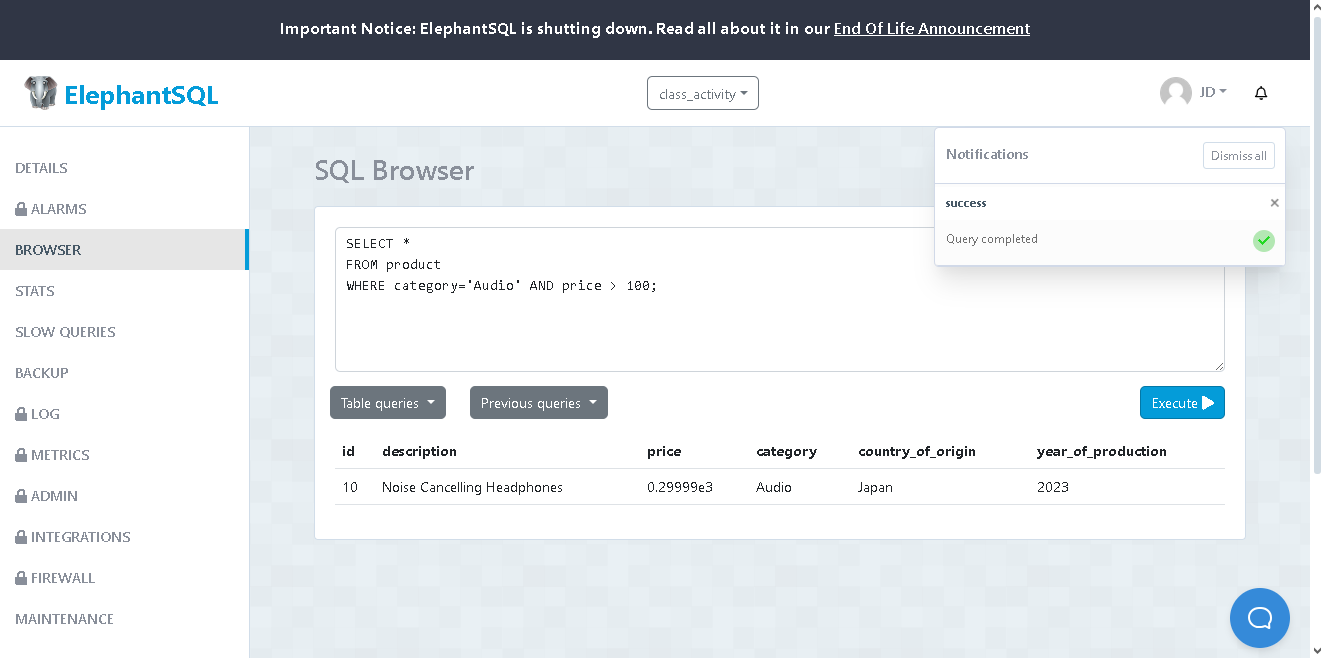 Important Notice: ElephantSQL is shutting down. Read all about it in our End Of Life Announcement
ElephantSQL
class_activity
JD
DETAILS
ALARMS
BROWSER
STATS
SLOW QUERIES
BACKUP
LOG
METRICS
ADMIN
INTEGRATIONS
FIREWALL
MAINTENANCE
SQL Browser
Notifications
Dismiss all
success ×
Query completed
SELECT *
FROM product
WHERE category='Audio' AND price > 100;
Table queries
Previous queries
Execute
id description price category country_of_origin year_of_production
10 Noise Cancelling Headphones 0.29999e3 Audio Japan 2023